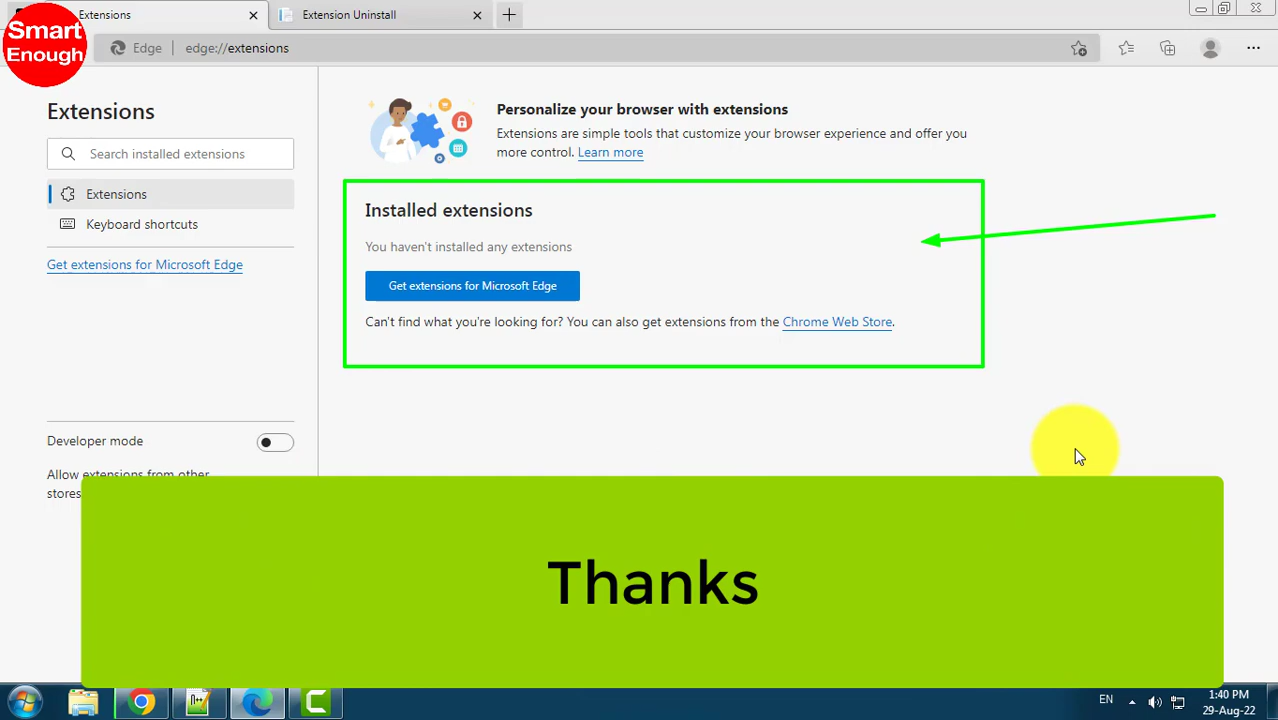 Extensions
Extension Uninstall
Smart
Enough
Edge
edge://extensions
Extensions
Search installed extensions
Extensions
Keyboard shortcuts
Get extensions for Microsoft Edge
Personalize your browser with extensions
Extensions are simple tools that customize your browser experience and offer you
more control. Learn more
Installed extensions
You haven't installed any extensions
Get extensions for Microsoft Edge
Can't find what you're looking for? You can also get extensions from the Chrome Web Store.
Developer mode
Allow extensions from other
stores
Thanks
EN
1:40 PM
29-Aug-22